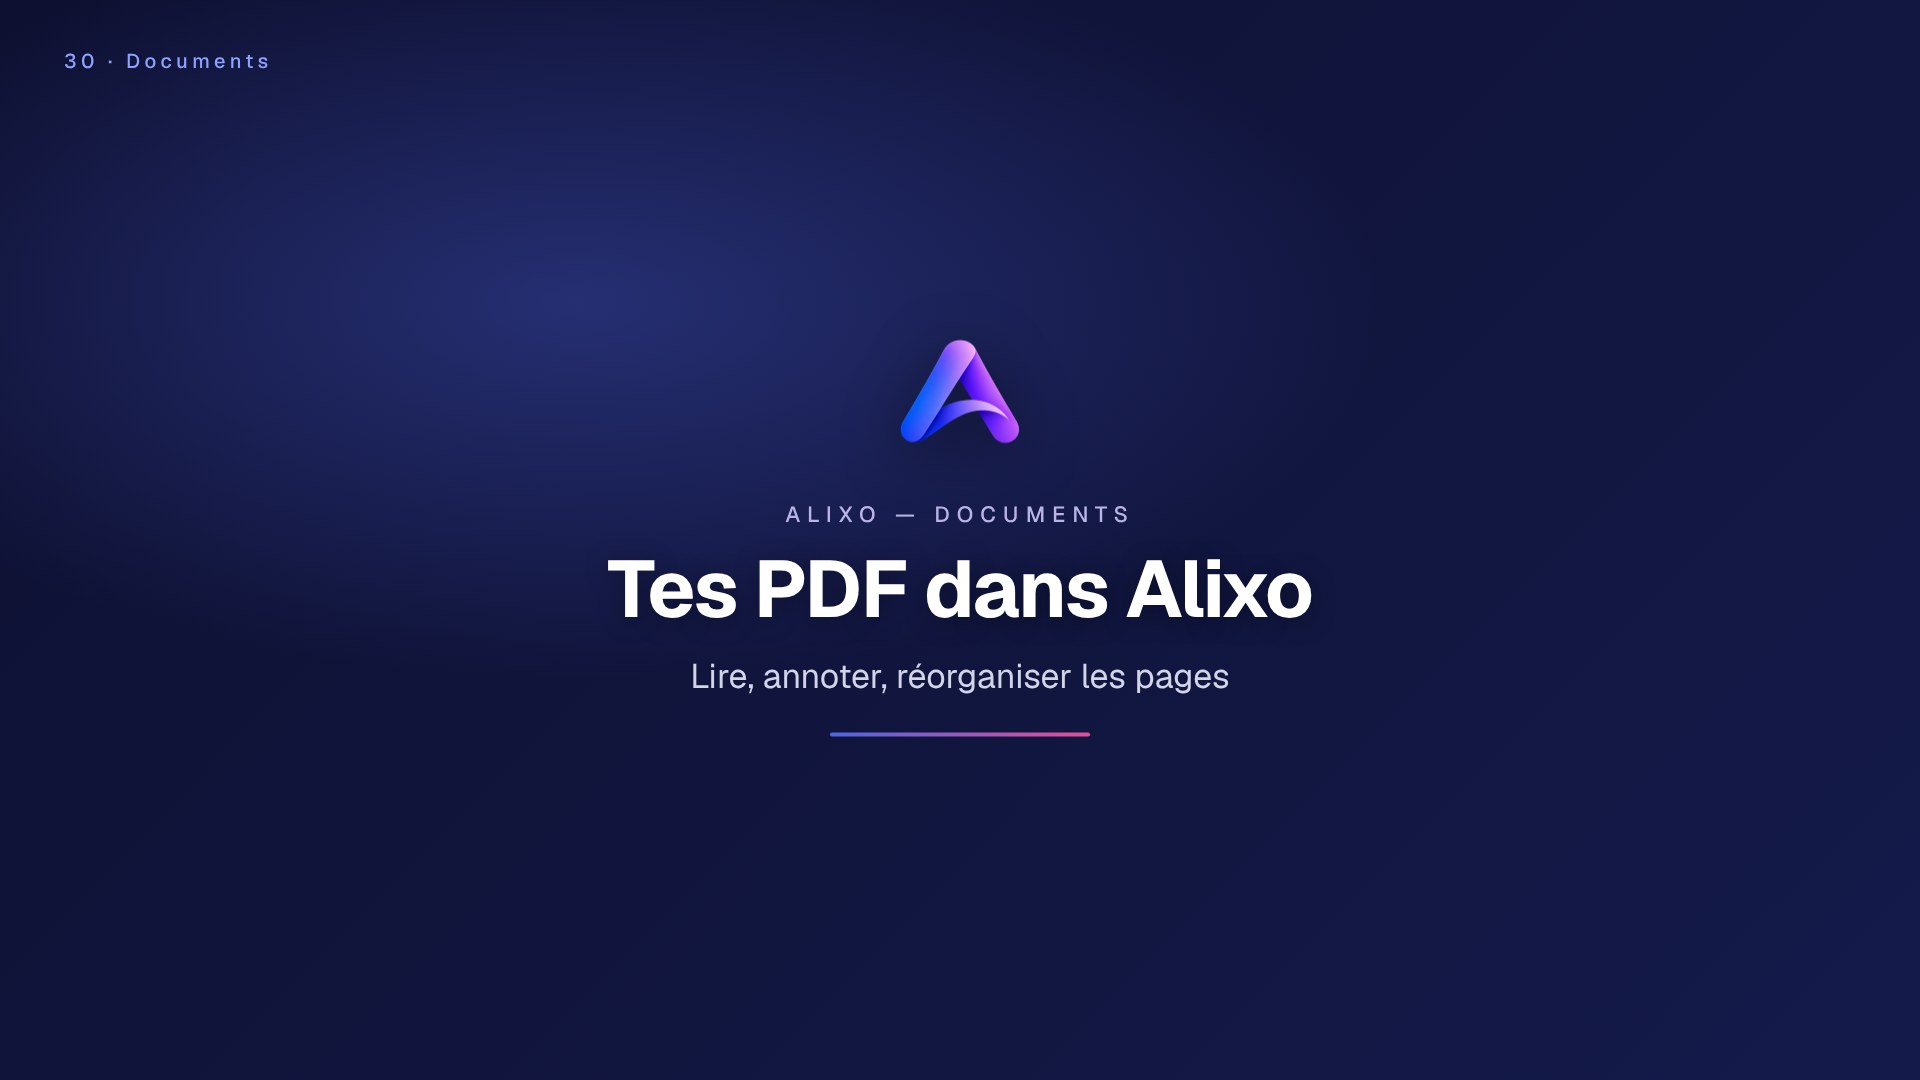 30 · Documents
ALIXO — DOCUMENTS
Tes PDF dans Alixo
Lire, annoter, réorganiser les pages